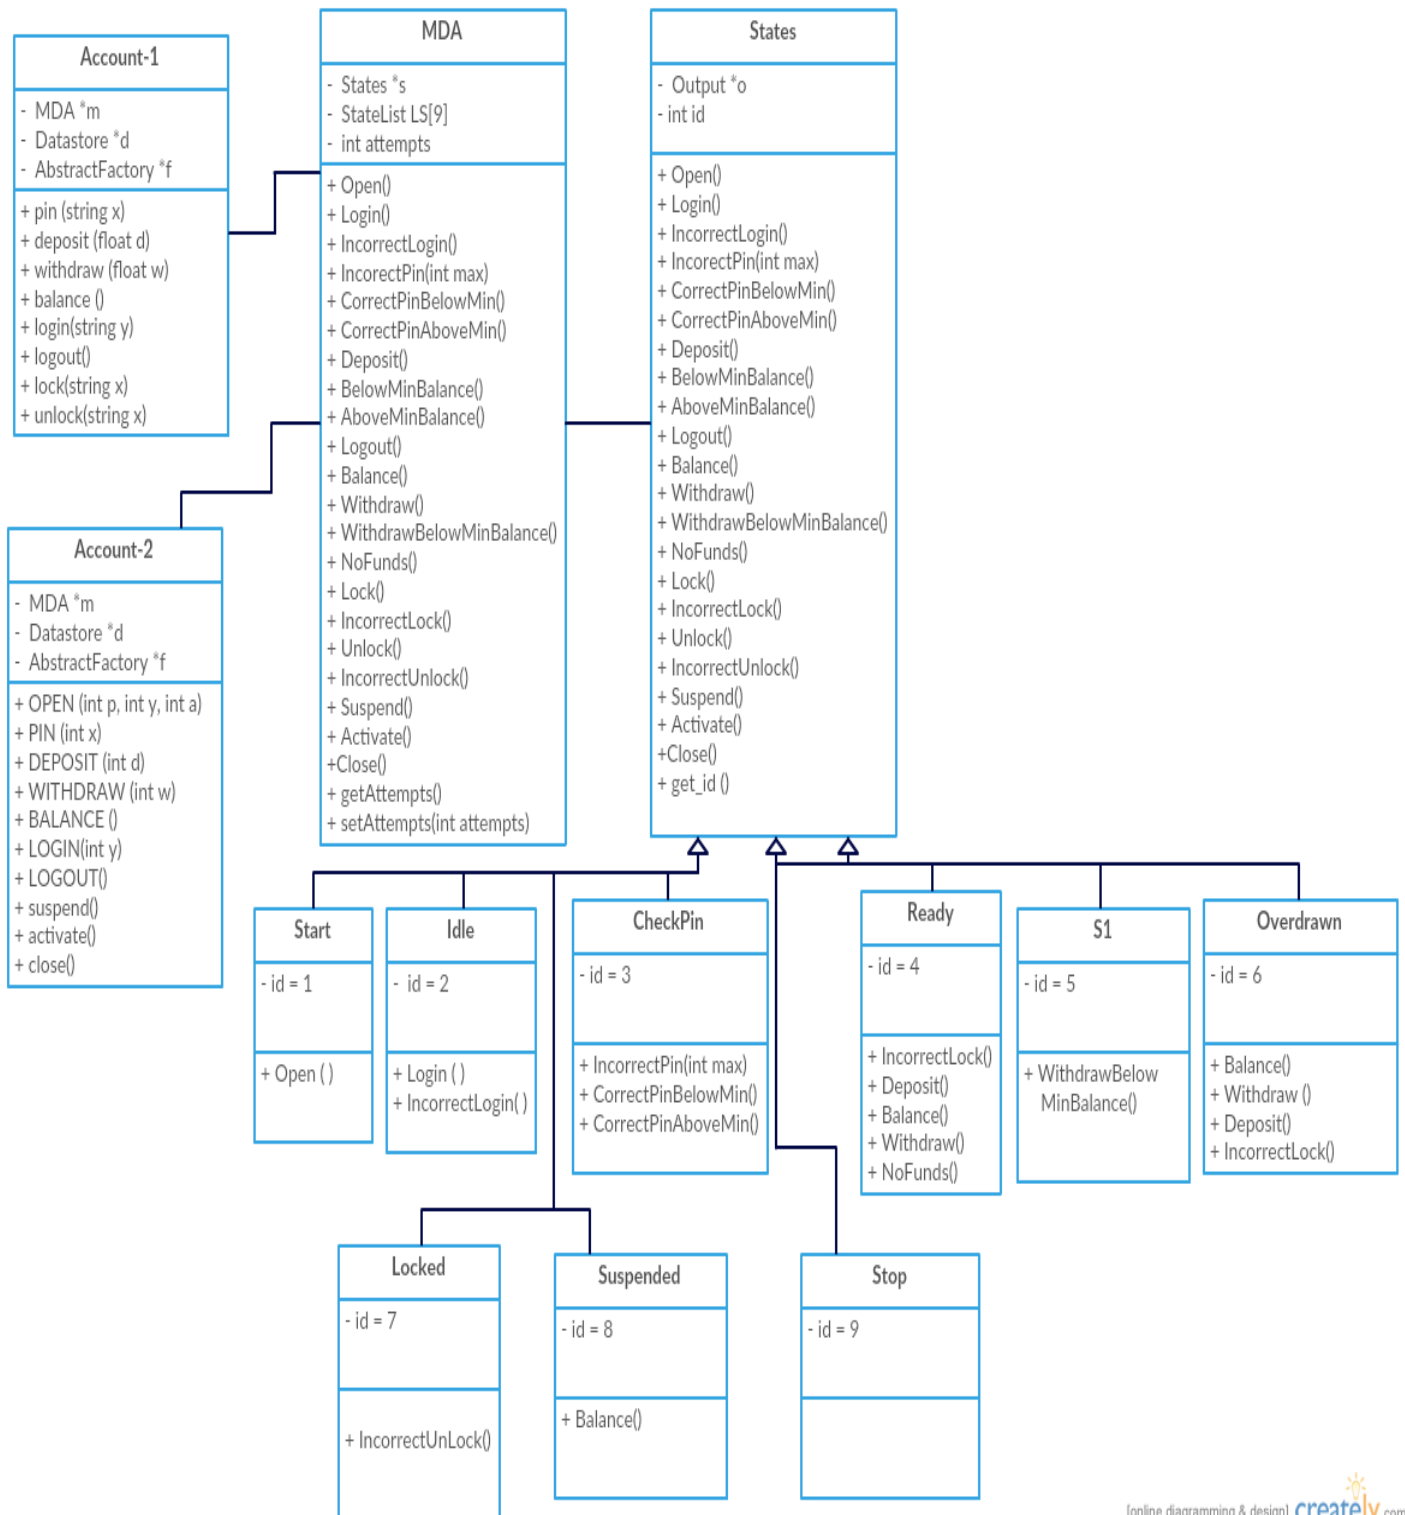 Account-1
- MDA *m
- Datastore *d
- AbstractFactory *f
+ pin (string x)
+ deposit (float d)
+ withdraw (float w)
+ balance ()
+ login(string y)
+ logout()
+ lock(string x)
+ unlock(string x)
MDA
- States *s
- StateList LS[9]
- int attempts
+ Open()
+ Login()
+ IncorrectLogin()
+ IncorectPin(int max)
+ CorrectPinBelowMin()
+ CorrectPinAboveMin()
+ Deposit()
+ BelowMinBalance()
+ AboveMinBalance()
+ Logout()
+ Balance()
+ Withdraw()
+ WithdrawBelowMinBalance()
+ NoFunds()
+ Lock()
+ IncorrectLock()
+ Unlock()
+ IncorrectUnlock()
+ Suspend()
+ Activate()
+Close()
+ getAttempts()
+ setAttempts(int attempts)
States
- Output *o
- int id
+ Open()
+ Login()
+ IncorrectLogin()
+ IncorectPin(int max)
+ CorrectPinBelowMin()
+ CorrectPinAboveMin()
+ Deposit()
+ BelowMinBalance()
+ AboveMinBalance()
+ Logout()
+ Balance()
+ Withdraw()
+ WithdrawBelowMinBalance()
+ NoFunds()
+ Lock()
+ IncorrectLock()
+ Unlock()
+ IncorrectUnlock()
+ Suspend()
+ Activate()
+Close()
+ get_id ()
Account-2
- MDA *m
- Datastore *d
- AbstractFactory *f
+ OPEN (int p, int y, int a)
+ PIN (int x)
+ DEPOSIT (int d)
+ WITHDRAW (int w)
+ BALANCE ()
+ LOGIN(int y)
+ LOGOUT()
+ suspend()
+ activate()
+ close()
Start
- id = 1
+ Open ( )
Idle
- id = 2
+ Login ( )
+ IncorrectLogin( )
CheckPin
- id = 3
+ IncorrectPin(int max)
+ CorrectPinBelowMin()
+ CorrectPinAboveMin()
Ready
- id = 4
+ IncorrectLock()
+ Deposit()
+ Balance()
+ Withdraw()
+ NoFunds()
S1
- id = 5
+ WithdrawBelow
MinBalance()
Overdrawn
- id = 6
+ Balance()
+ Withdraw ()
+ Deposit()
+ IncorrectLock()
Locked
- id = 7
+ IncorrectUnLock()
Suspended
- id = 8
+ Balance()
Stop
- id = 9
[online diagramming & design] creately.com